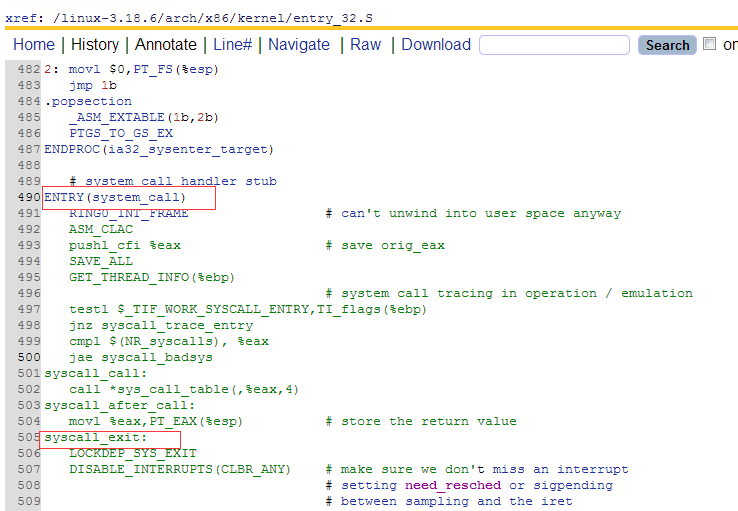 xref: /linux-3.18.6/arch/x86/kernel/entry_32.S
Home | History | Annotate | Line# | Navigate | Raw | Download Search on
482 2: movl $0,PT_FS(%esp)
483 jmp 1b
484 .popsection
485 _ASM_EXTABLE(1b,2b)
486 PTGS_TO_GS_EX
487 ENDPROC(ia32_sysenter_target)
488
489 # system call handler stub
490 ENTRY(system_call)
491 RING0_INT_FRAME # can't unwind into user space anyway
492 ASM_CLAC
493 pushl_cfi %eax # save orig_eax
494 SAVE_ALL
495 GET_THREAD_INFO(%ebp)
496 # system call tracing in operation / emulation
497 testl $_TIF_WORK_SYSCALL_ENTRY,TI_flags(%ebp)
498 jnz syscall_trace_entry
499 cmpl $(NR_syscalls), %eax
500 jae syscall_badsys
501 syscall_call:
502 call *sys_call_table(,%eax,4)
503 syscall_after_call:
504 movl %eax,PT_EAX(%esp) # store the return value
505 syscall_exit:
506 LOCKDEP_SYS_EXIT
507 DISABLE_INTERRUPTS(CLBR_ANY) # make sure we don't miss an interrupt
508 # setting need_resched or sigpending
509 # between sampling and the iret